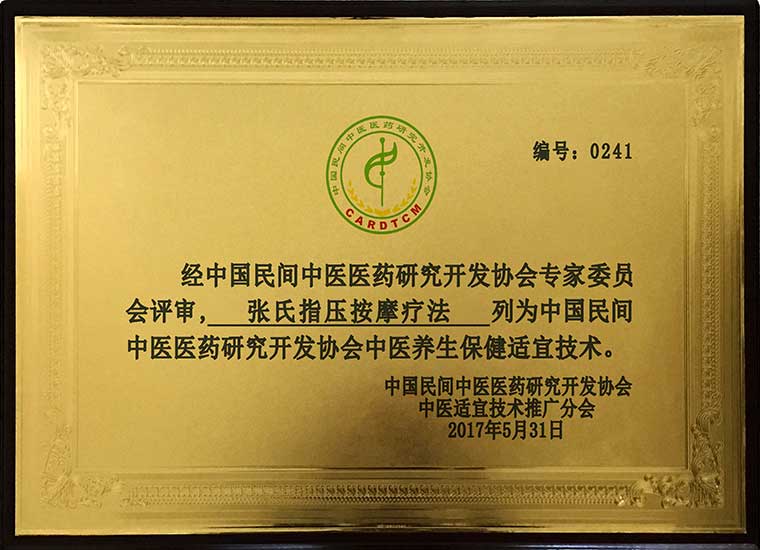 中国民间中医医药研究开发协会
CARDTCM
编号：0241
经中国民间中医医药研究开发协会专家委员
会评审，张氏指压按摩疗法列为中国民间
中医医药研究开发协会中医养生保健适宜技术。
中国民间中医医药研究开发协会
中医适宜技术推广分会
2017年5月31日